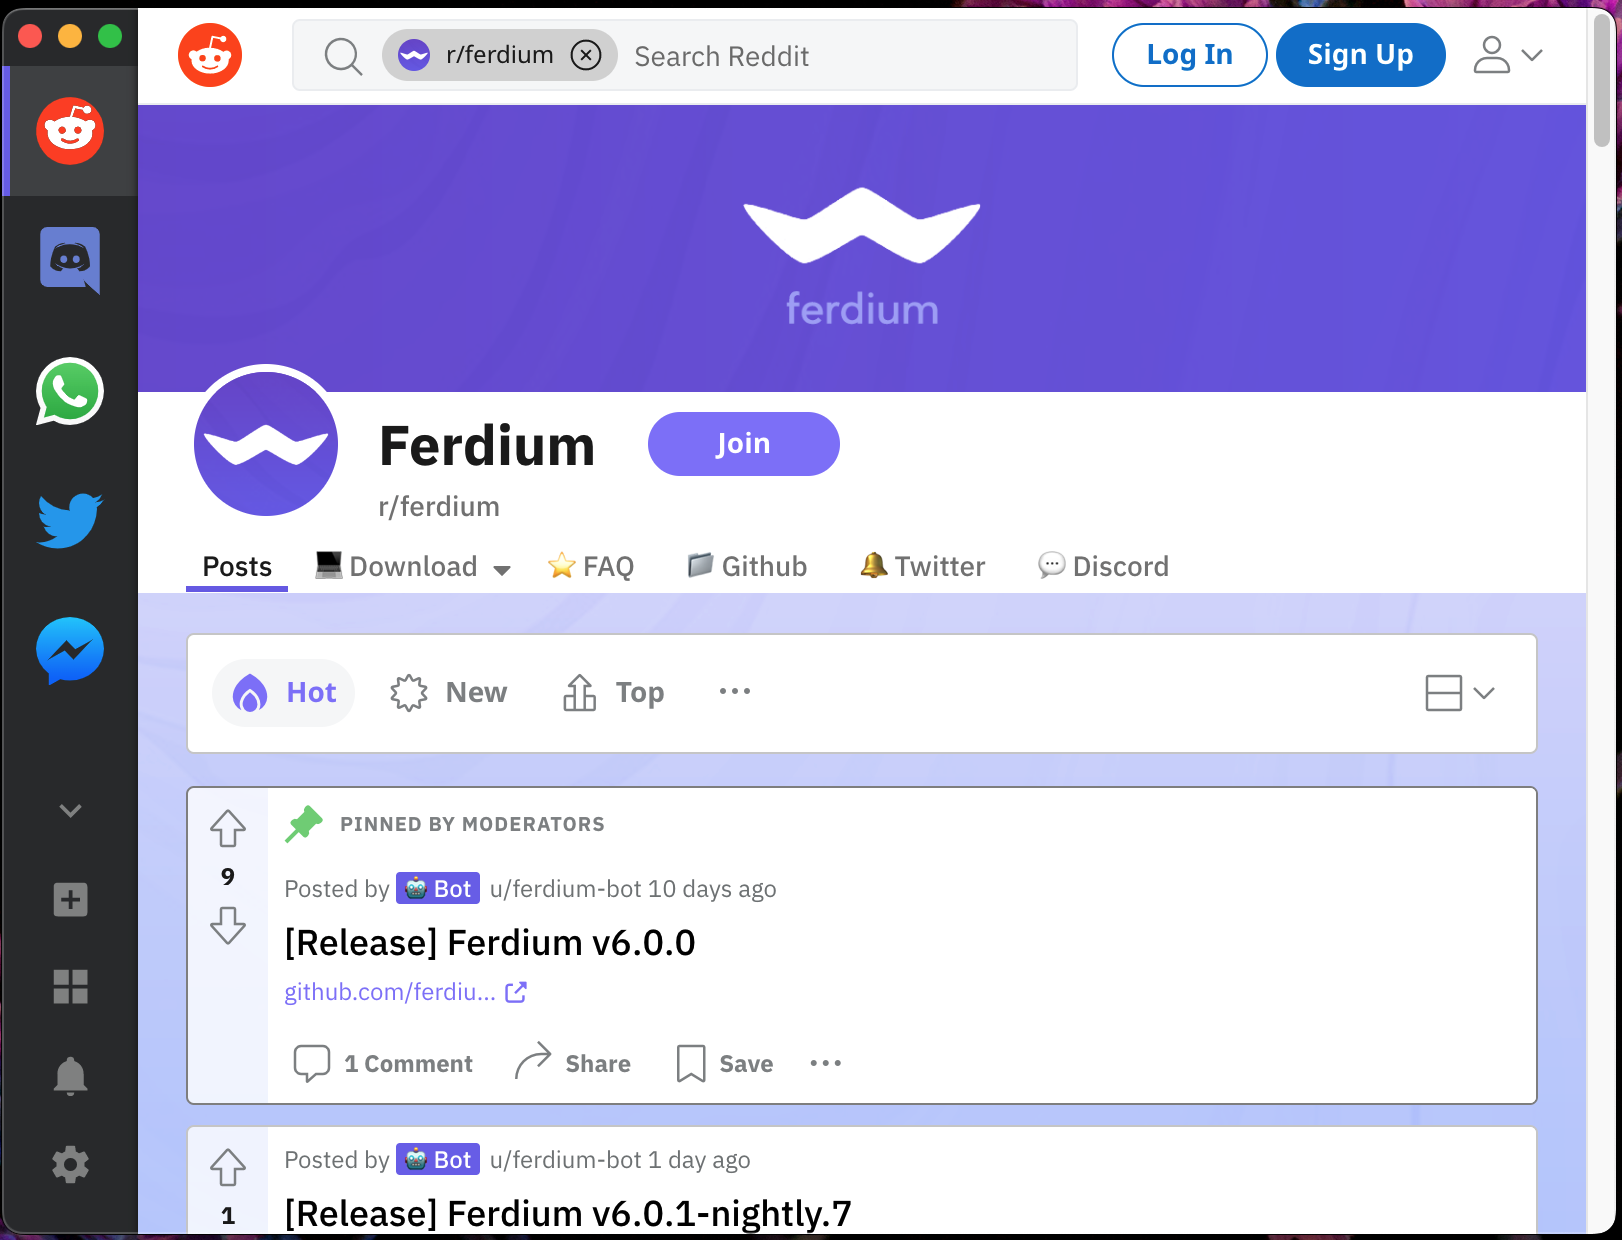 r/ferdium Search Reddit Log In Sign Up
ferdium
Ferdium Join
r/ferdium
Posts Download FAQ Github Twitter Discord
Hot New Top
PINNED BY MODERATORS
9
Posted by Bot u/ferdium-bot 10 days ago
[Release] Ferdium v6.0.0
github.com/ferdiu...
1 Comment Share Save
Posted by Bot u/ferdium-bot 1 day ago
1
[Release] Ferdium v6.0.1-nightly.7